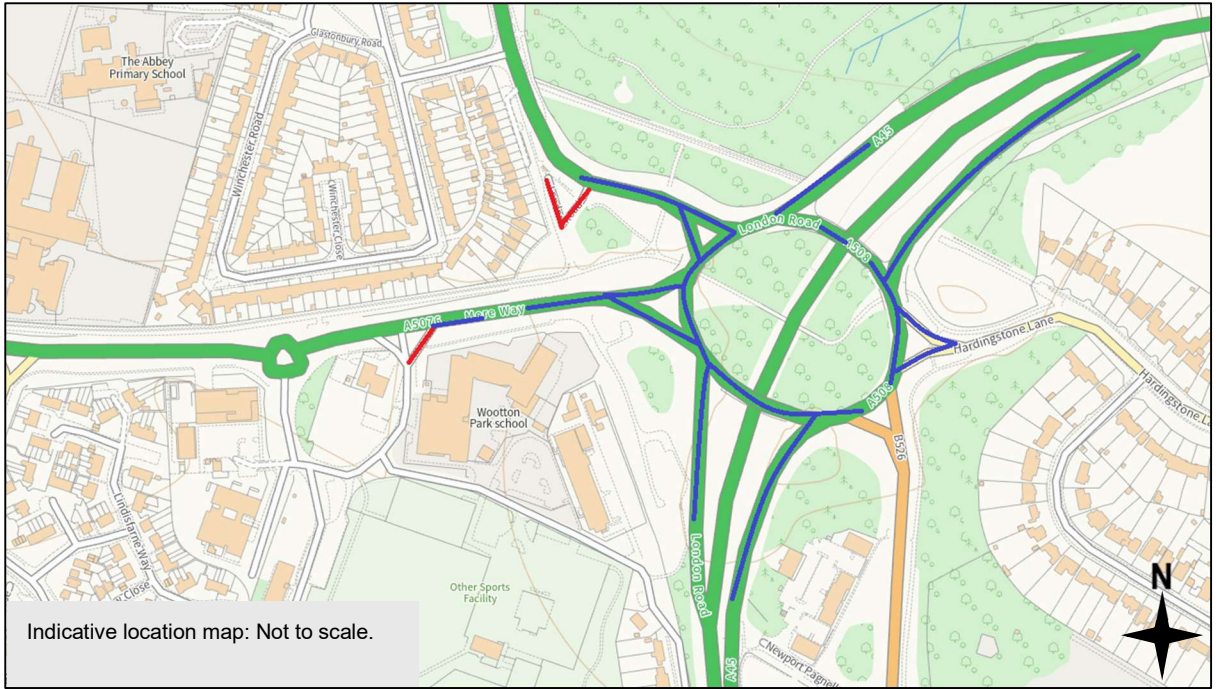 Glastonbury Road
The Abbey
Primary School
Winchester Road
Winchester Close
A45
London Road
A508
A5076
Mere Way
Hardingstone Lane
Hardingstone La
A508
Wootton
Park school
B526
Lindisfarne Way
y Close
London Road
Other Sports
Facility
N
Indicative location map: Not to scale.
A45
Newport Pagnell